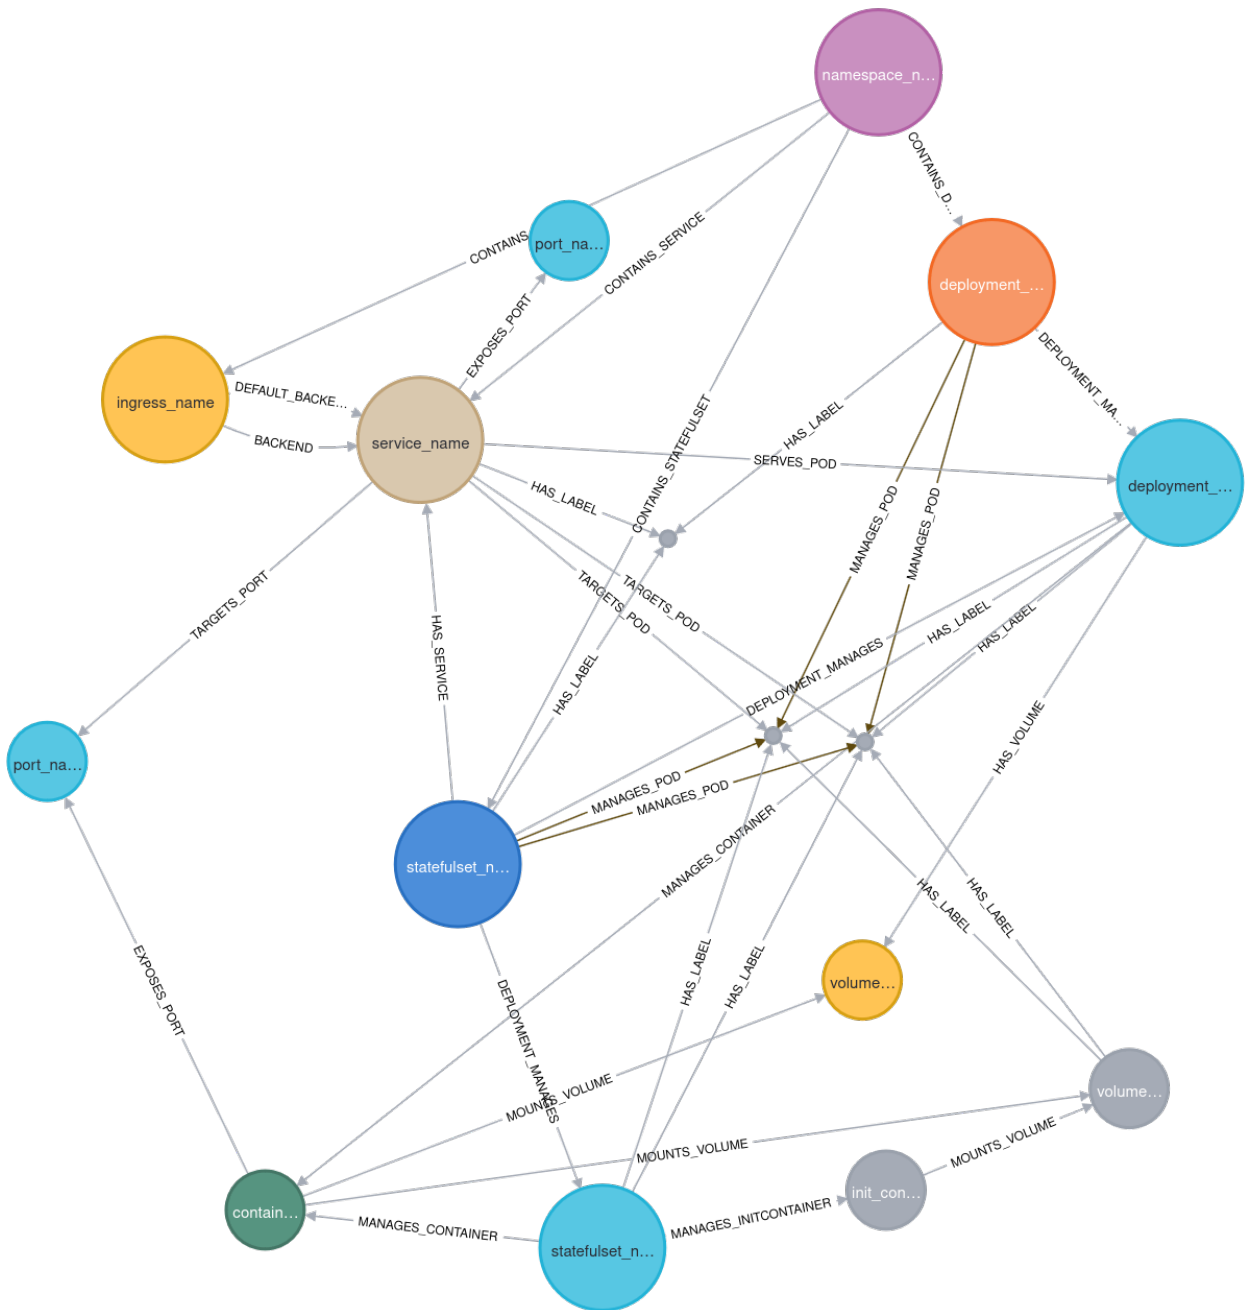 namespace_n…
CONTAINS_D…
port_na…
CONTAINS
CONTAINS_SERVICE
deployment_…
EXPOSES_PORT
DEPLOYMENT_MA…
ingress_name
DEFAULT_BACKE…
BACKEND
service_name
HAS_LABEL
CONTAINS_STATEFULSET
SERVES_POD
deployment_…
HAS_LABEL
MANAGES_POD
MANAGES_POD
TARGETS_PORT
TARGETS_POD
TARGETS_POD
HAS_SERVICE
HAS_LABEL
DEPLOYMENT_MANAGES
HAS_LABEL
HAS_LABEL
HAS_VOLUME
port_na…
MANAGES_POD
MANAGES_POD
statefulset_n…
MANAGES_CONTAINER
HAS_LABEL
HAS_LABEL
EXPOSES_PORT
DEPLOYMENT_MANAGES
HAS_LABEL
HAS_LABEL
volume…
MOUNTS_VOLUME
volume…
MOUNTS_VOLUME
MOUNTS_VOLUME
init_con…
contain…
MANAGES_CONTAINER
statefulset_n…
MANAGES_INITCONTAINER